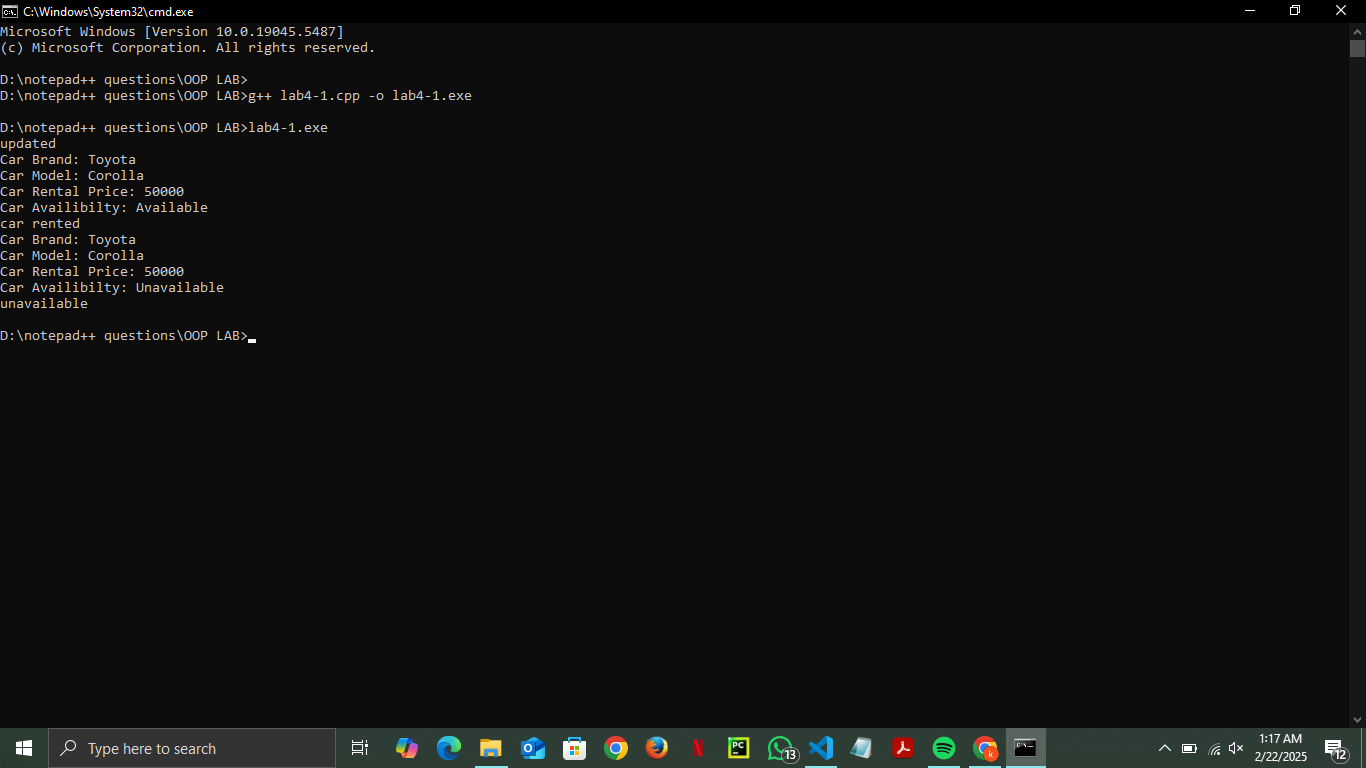 C:\Windows\System32\cmd.exe
Microsoft Windows [Version 10.0.19045.5487]
(c) Microsoft Corporation. All rights reserved.
D:\notepad++ questions\OOP LAB>
D:\notepad++ questions\OOP LAB>g++ lab4-1.cpp -o lab4-1.exe
D:\notepad++ questions\OOP LAB>lab4-1.exe
updated
Car Brand: Toyota
Car Model: Corolla
Car Rental Price: 50000
Car Availibilty: Available
car rented
Car Brand: Toyota
Car Model: Corolla
Car Rental Price: 50000
Car Availibilty: Unavailable
unavailable
D:\notepad++ questions\OOP LAB>
Type here to search
PC
13
k
1:17 AM
2/22/2025
12